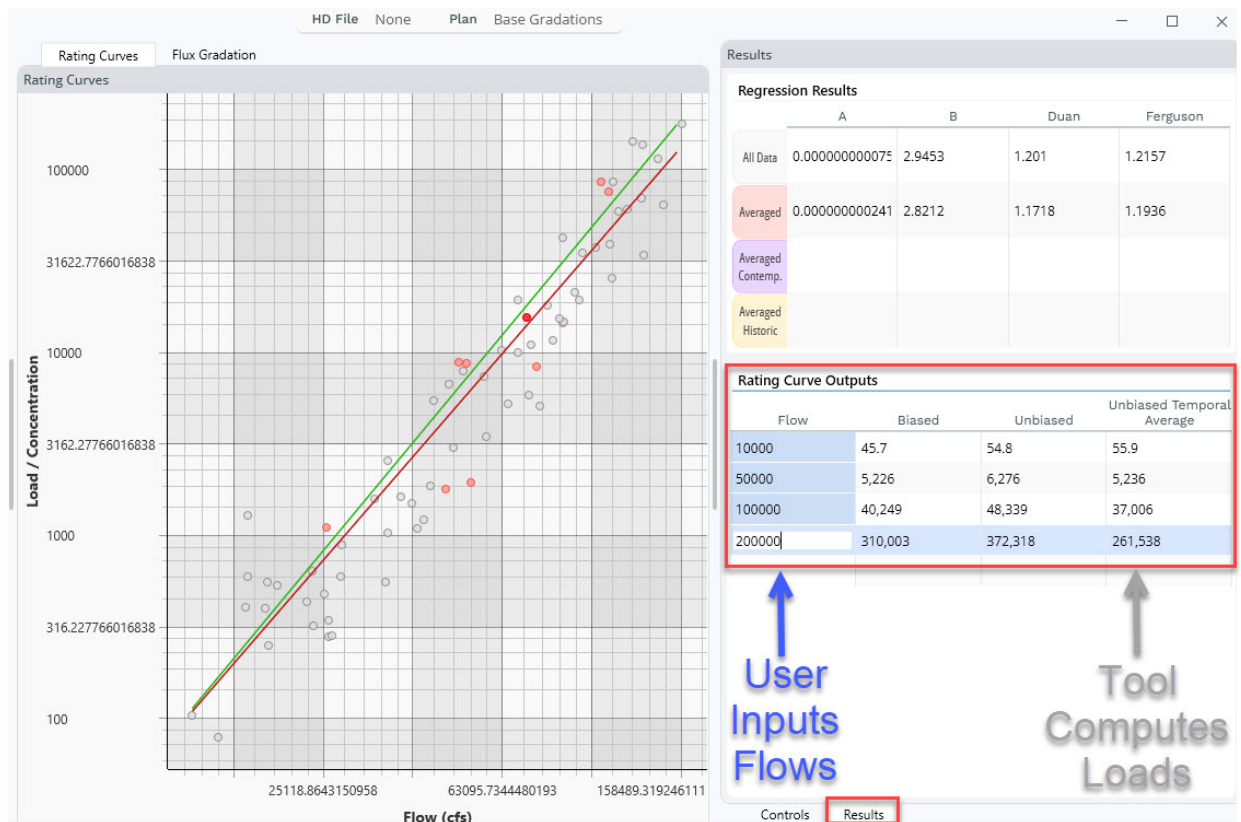 HD File None Plan Base Gradations
Rating Curves Flux Gradation
Rating Curves
Load / Concentration
100000
31622.7766016838
10000
3162.27766016838
1000
316.227766016838
100
25118.8643150958 63095.7344480193 158489.319246111
Flow (cfs)
Results
Regression Results
A B Duan Ferguson
All Data 0.000000000075 2.9453 1.201 1.2157
Averaged 0.000000000241 2.8212 1.1718 1.1936
Averaged
Contemp.
Averaged
Historic
Rating Curve Outputs
Flow Biased Unbiased Unbiased Temporal
Average
10000 45.7 54.8 55.9
50000 5,226 6,276 5,236
100000 40,249 48,339 37,006
200000 310,003 372,318 261,538
User
Inputs
Flows
Tool
Computes
Loads
Controls Results